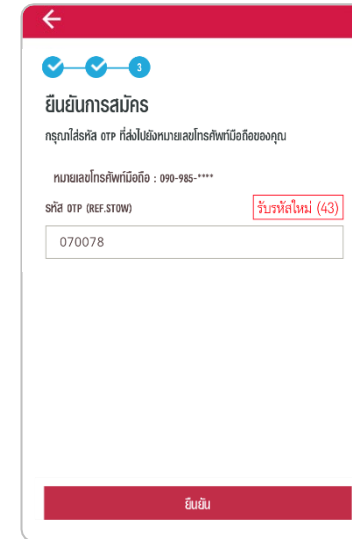 3
ยืนยันการสมัคร
กรุณาใส่รหัส OTP ที่ส่งไปยังหมายเลขโทรศัพท์มือถือของคุณ
หมายเลขโทรศัพท์มือถือ : 090-985-****
รหัส OTP (REF.STOW) รับรหัสใหม่ (43)
070078
ยืนยัน